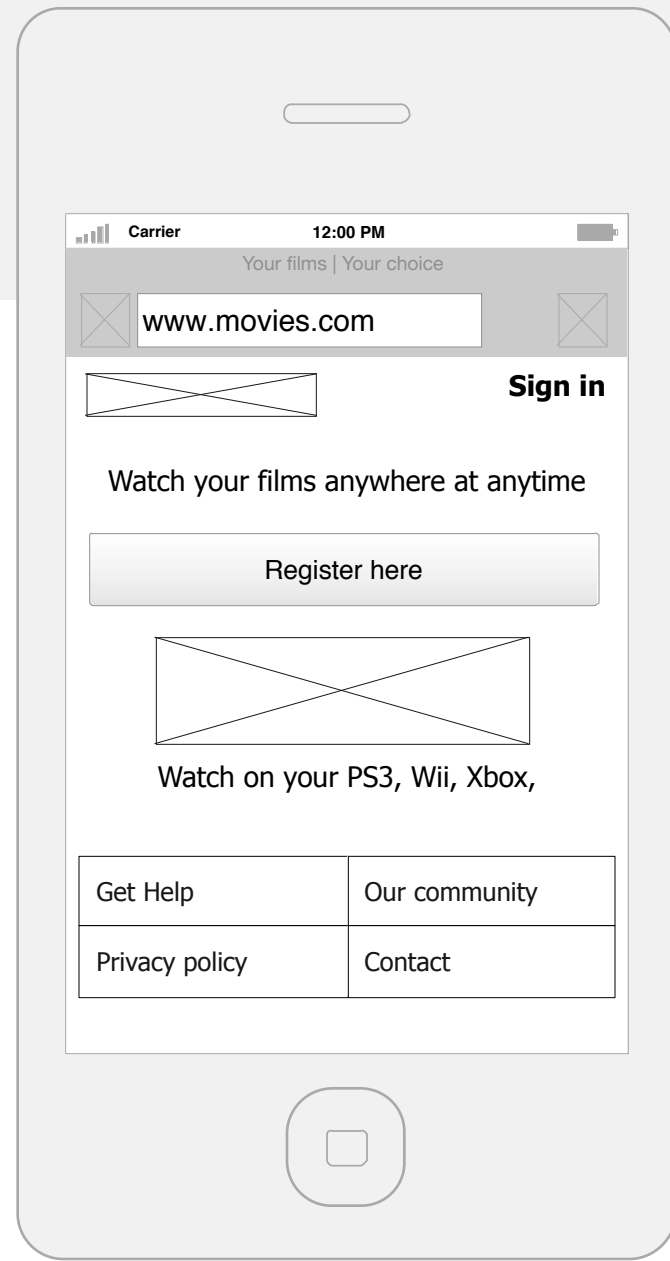 Carrier 12:00 PM
Your films | Your choice
www.movies.com
Sign in
Watch your films anywhere at anytime
Register here
Watch on your PS3, Wii, Xbox,
Get Help Our community
Privacy policy Contact